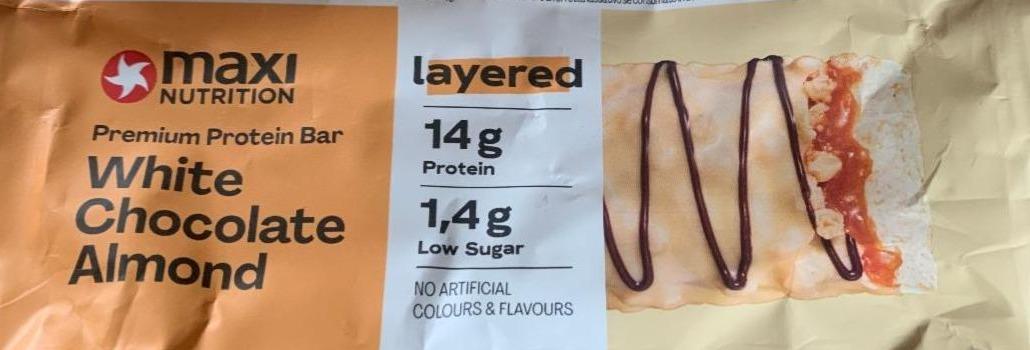 maxi
NUTRITION
Premium Protein Bar
White
Chocolate
Almond
layered
14 g
Protein
1,4 g
Low Sugar
NO ARTIFICIAL
COLOURS & FLAVOURS